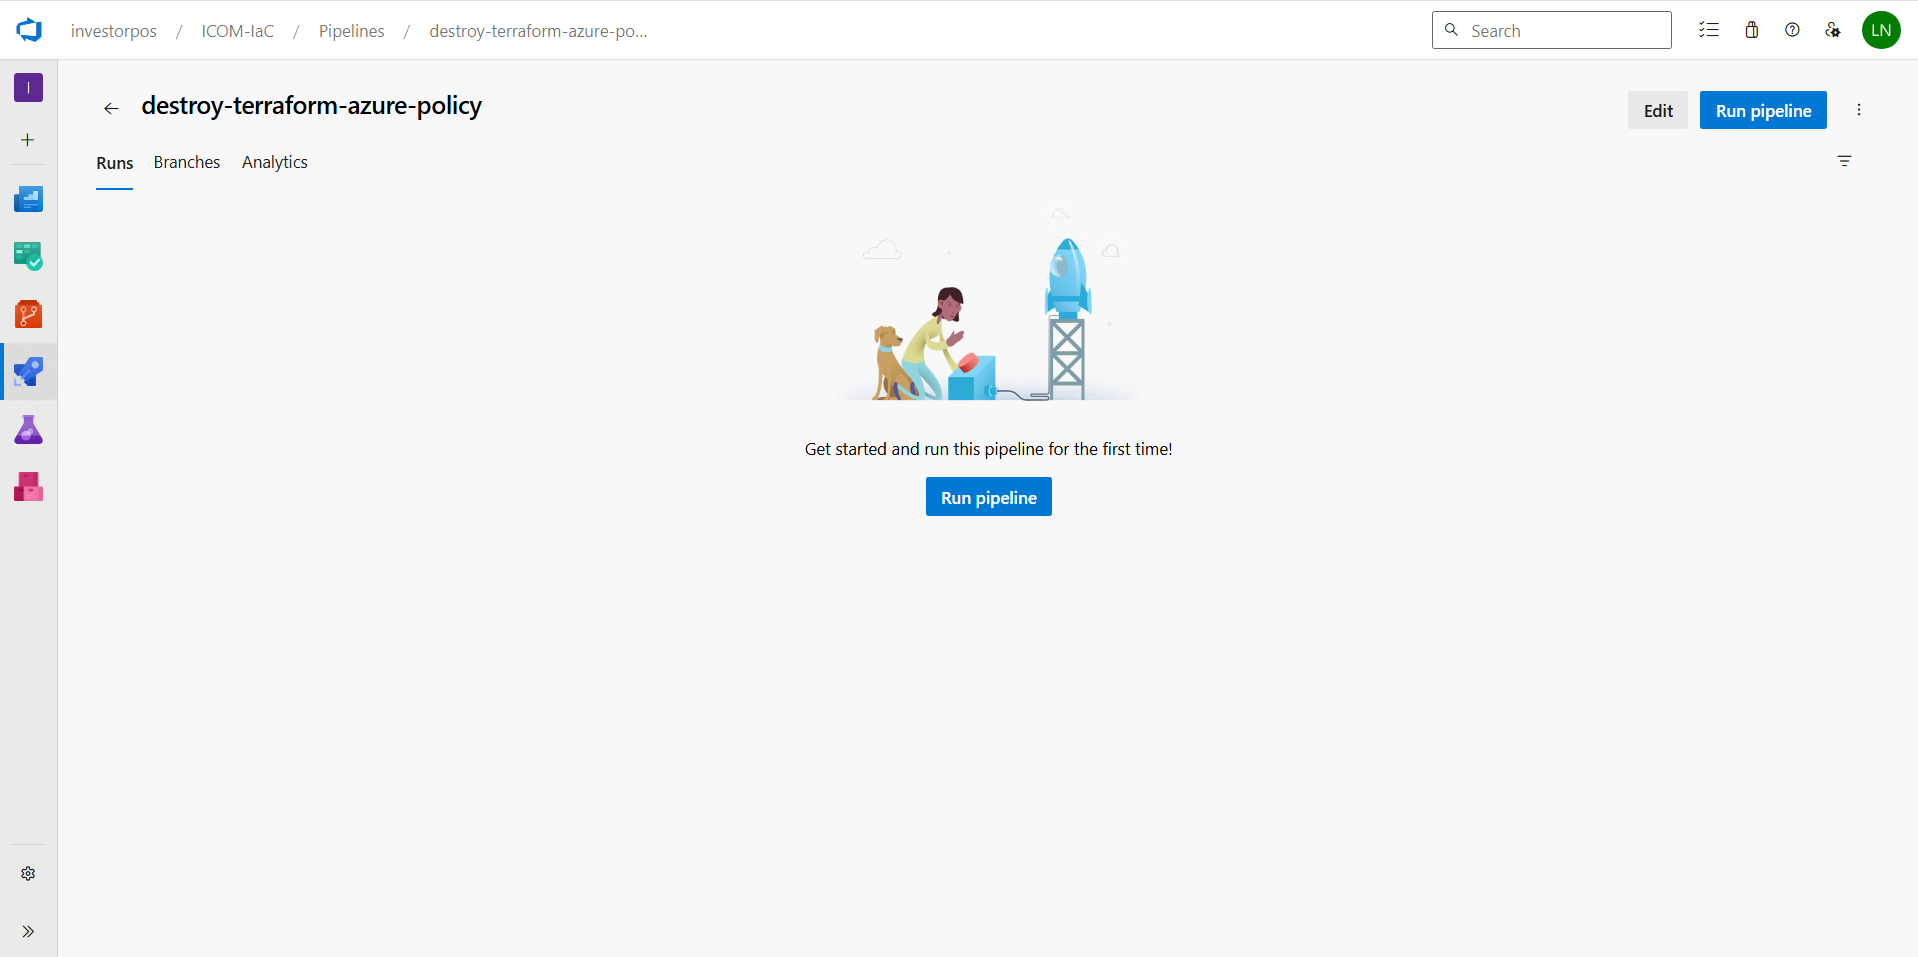 investorpos / ICOM-IaC / Pipelines / destroy-terraform-azure-po...
Search
LN
I
destroy-terraform-azure-policy
Edit
Run pipeline
Runs
Branches
Analytics
Get started and run this pipeline for the first time!
Run pipeline